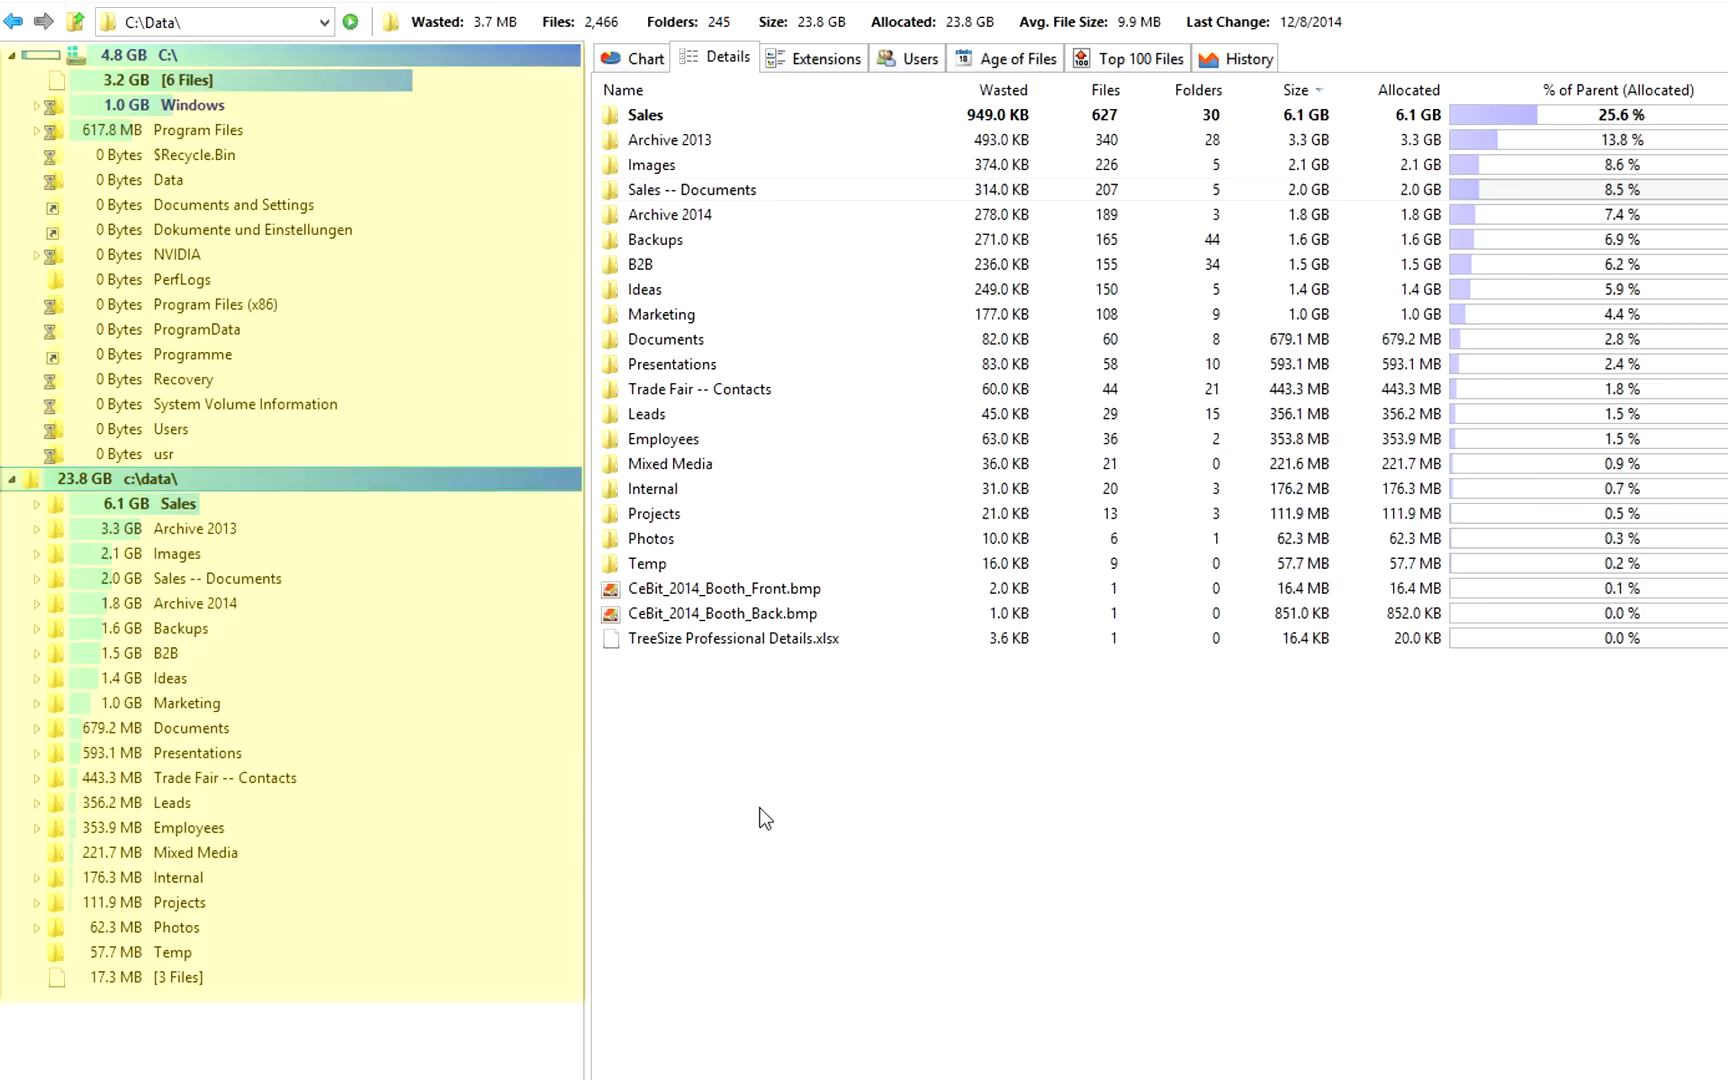 C:\Data\ Wasted: 3.7 MB Files: 2,466 Folders: 245 Size: 23.8 GB Allocated: 23.8 GB Avg. File Size: 9.9 MB Last Change: 12/8/2014
4.8 GB C:\
3.2 GB [6 Files]
1.0 GB Windows
617.8 MB Program Files
0 Bytes $Recycle.Bin
0 Bytes Data
0 Bytes Documents and Settings
0 Bytes Dokumente und Einstellungen
0 Bytes NVIDIA
0 Bytes PerfLogs
0 Bytes Program Files (x86)
0 Bytes ProgramData
0 Bytes Programme
0 Bytes Recovery
0 Bytes System Volume Information
0 Bytes Users
0 Bytes usr
23.8 GB c:\data\
6.1 GB Sales
3.3 GB Archive 2013
2.1 GB Images
2.0 GB Sales -- Documents
1.8 GB Archive 2014
1.6 GB Backups
1.5 GB B2B
1.4 GB Ideas
1.0 GB Marketing
679.2 MB Documents
593.1 MB Presentations
443.3 MB Trade Fair -- Contacts
356.2 MB Leads
353.9 MB Employees
221.7 MB Mixed Media
176.3 MB Internal
111.9 MB Projects
62.3 MB Photos
57.7 MB Temp
17.3 MB [3 Files]
Chart Details Extensions Users 18 Age of Files 100 Top 100 Files History
Name Wasted Files Folders Size Allocated % of Parent (Allocated)
Sales 949.0 KB 627 30 6.1 GB 6.1 GB 25.6 %
Archive 2013 493.0 KB 340 28 3.3 GB 3.3 GB 13.8 %
Images 374.0 KB 226 5 2.1 GB 2.1 GB 8.6 %
Sales -- Documents 314.0 KB 207 5 2.0 GB 2.0 GB 8.5 %
Archive 2014 278.0 KB 189 3 1.8 GB 1.8 GB 7.4 %
Backups 271.0 KB 165 44 1.6 GB 1.6 GB 6.9 %
B2B 236.0 KB 155 34 1.5 GB 1.5 GB 6.2 %
Ideas 249.0 KB 150 5 1.4 GB 1.4 GB 5.9 %
Marketing 177.0 KB 108 9 1.0 GB 1.0 GB 4.4 %
Documents 82.0 KB 60 8 679.1 MB 679.2 MB 2.8 %
Presentations 83.0 KB 58 10 593.1 MB 593.1 MB 2.4 %
Trade Fair -- Contacts 60.0 KB 44 21 443.3 MB 443.3 MB 1.8 %
Leads 45.0 KB 29 15 356.1 MB 356.2 MB 1.5 %
Employees 63.0 KB 36 2 353.8 MB 353.9 MB 1.5 %
Mixed Media 36.0 KB 21 0 221.6 MB 221.7 MB 0.9 %
Internal 31.0 KB 20 3 176.2 MB 176.3 MB 0.7 %
Projects 21.0 KB 13 3 111.9 MB 111.9 MB 0.5 %
Photos 10.0 KB 6 1 62.3 MB 62.3 MB 0.3 %
Temp 16.0 KB 9 0 57.7 MB 57.7 MB 0.2 %
CeBit_2014_Booth_Front.bmp 2.0 KB 1 0 16.4 MB 16.4 MB 0.1 %
CeBit_2014_Booth_Back.bmp 1.0 KB 1 0 851.0 KB 852.0 KB 0.0 %
TreeSize Professional Details.xlsx 3.6 KB 1 0 16.4 KB 20.0 KB 0.0 %